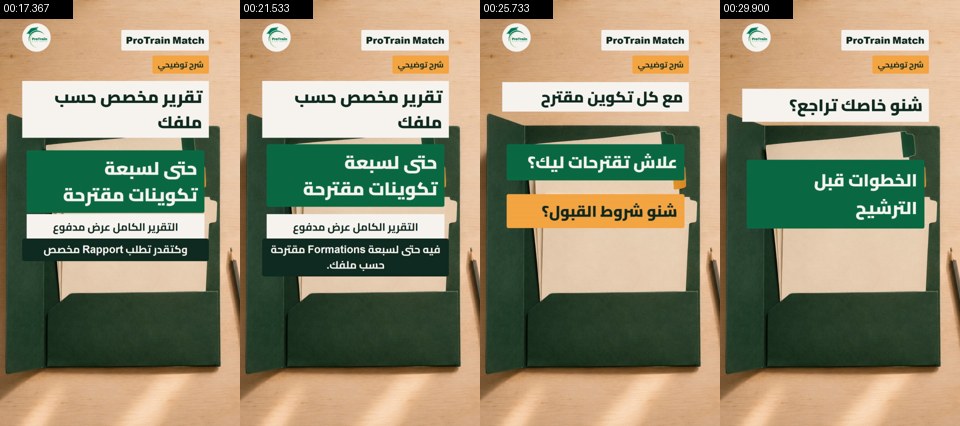 00:17.367
ProTrain Match
ProTrain
شرح توضيحي
تقرير مخصص حسب
ملفك
حتى لسبعة
تكوينات مقترحة
التقرير الكامل عرض مدفوع
وكتقدر تطلب Rapport مخصص
00:21.533
ProTrain Match
ProTrain
شرح توضيحي
تقرير مخصص حسب
ملفك
حتى لسبعة
تكوينات مقترحة
التقرير الكامل عرض مدفوع
فيه حتى لسبعة Formations مقترحة
حسب ملفك.
00:25.733
ProTrain Match
ProTrain
شرح توضيحي
مع كل تكوين مقترح
علاش تقترحات ليك؟
شنو شروط القبول؟
00:29.900
ProTrain Match
ProTrain
شرح توضيحي
شنو خاصك تراجع؟
الخطوات قبل
الترشيح